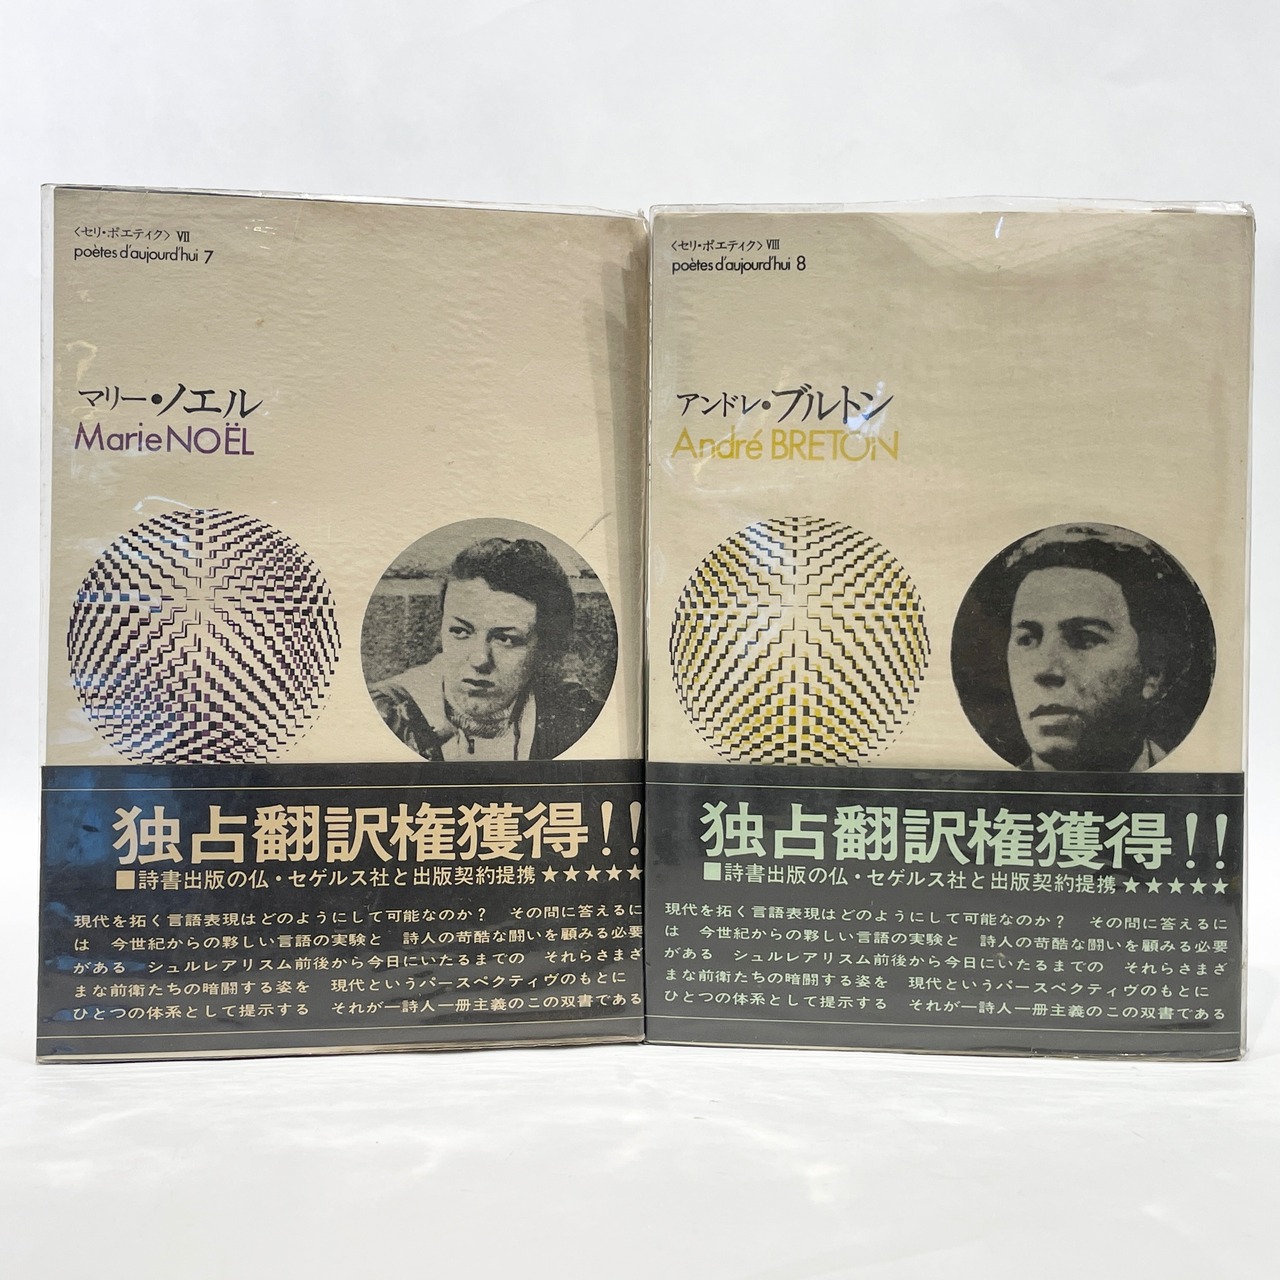 〈セリ・ポエティク〉Ⅶ
poètes d'aujourd'hui 7
マリー・ノエル
Marie NOËL
独占翻訳権獲得!!
■詩書出版の仏・セゲルス社と出版契約提携★★★★★
現代を拓く言語表現はどのようにして可能なのか? その問に答えるに
は 今世紀からの夥しい言語の実験と 詩人の苛酷な闘いを顧みる必要
がある シュルレアリスム前後から今日にいたるまでの それらさまざ
まな前衛たちの暗闘する姿を 現代というパースペクティヴのもとに
ひとつの体系として提示する それが一詩人一冊主義のこの双書である
〈セリ・ポエティク〉Ⅷ
poètes d'aujourd'hui 8
アンドレ・ブルトン
André BRETON
独占翻訳権獲得!!
■詩書出版の仏・セゲルス社と出版契約提携★★★★★
現代を拓く言語表現はどのようにして可能なのか? その問に答えるに
は 今世紀からの夥しい言語の実験と 詩人の苛酷な闘いを顧みる必要
がある シュルレアリスム前後から今日にいたるまでの それらさまざ
まな前衛たちの暗闘する姿を 現代というパースペクティヴのもとに
ひとつの体系として提示する それが一詩人一冊主義のこの双書である